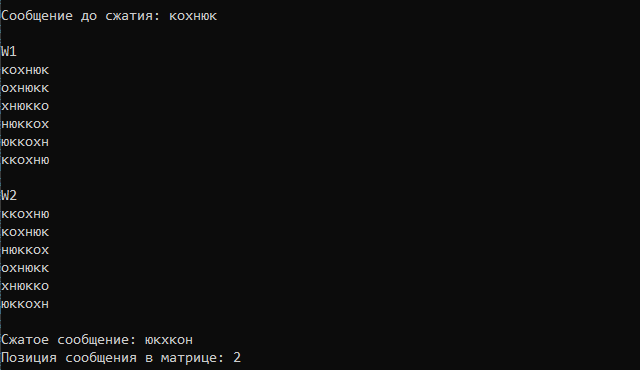 Сообщение до сжатия: кохнюк
W1
кохнюк
охнюкк
хнюкко
нюккох
юккохн
ккохню
W2
ккохню
кохнюк
нюккох
охнюкк
хнюкко
юккохн
Сжатое сообщение: юкхкон
Позиция сообщения в матрице: 2